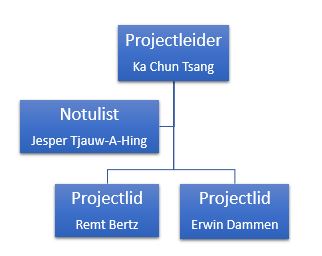 Projectleider
Ka Chun Tsang
Notulist
Jesper Tjauw-A-Hing
Projectlid
Remt Bertz
Projectlid
Erwin Dammen